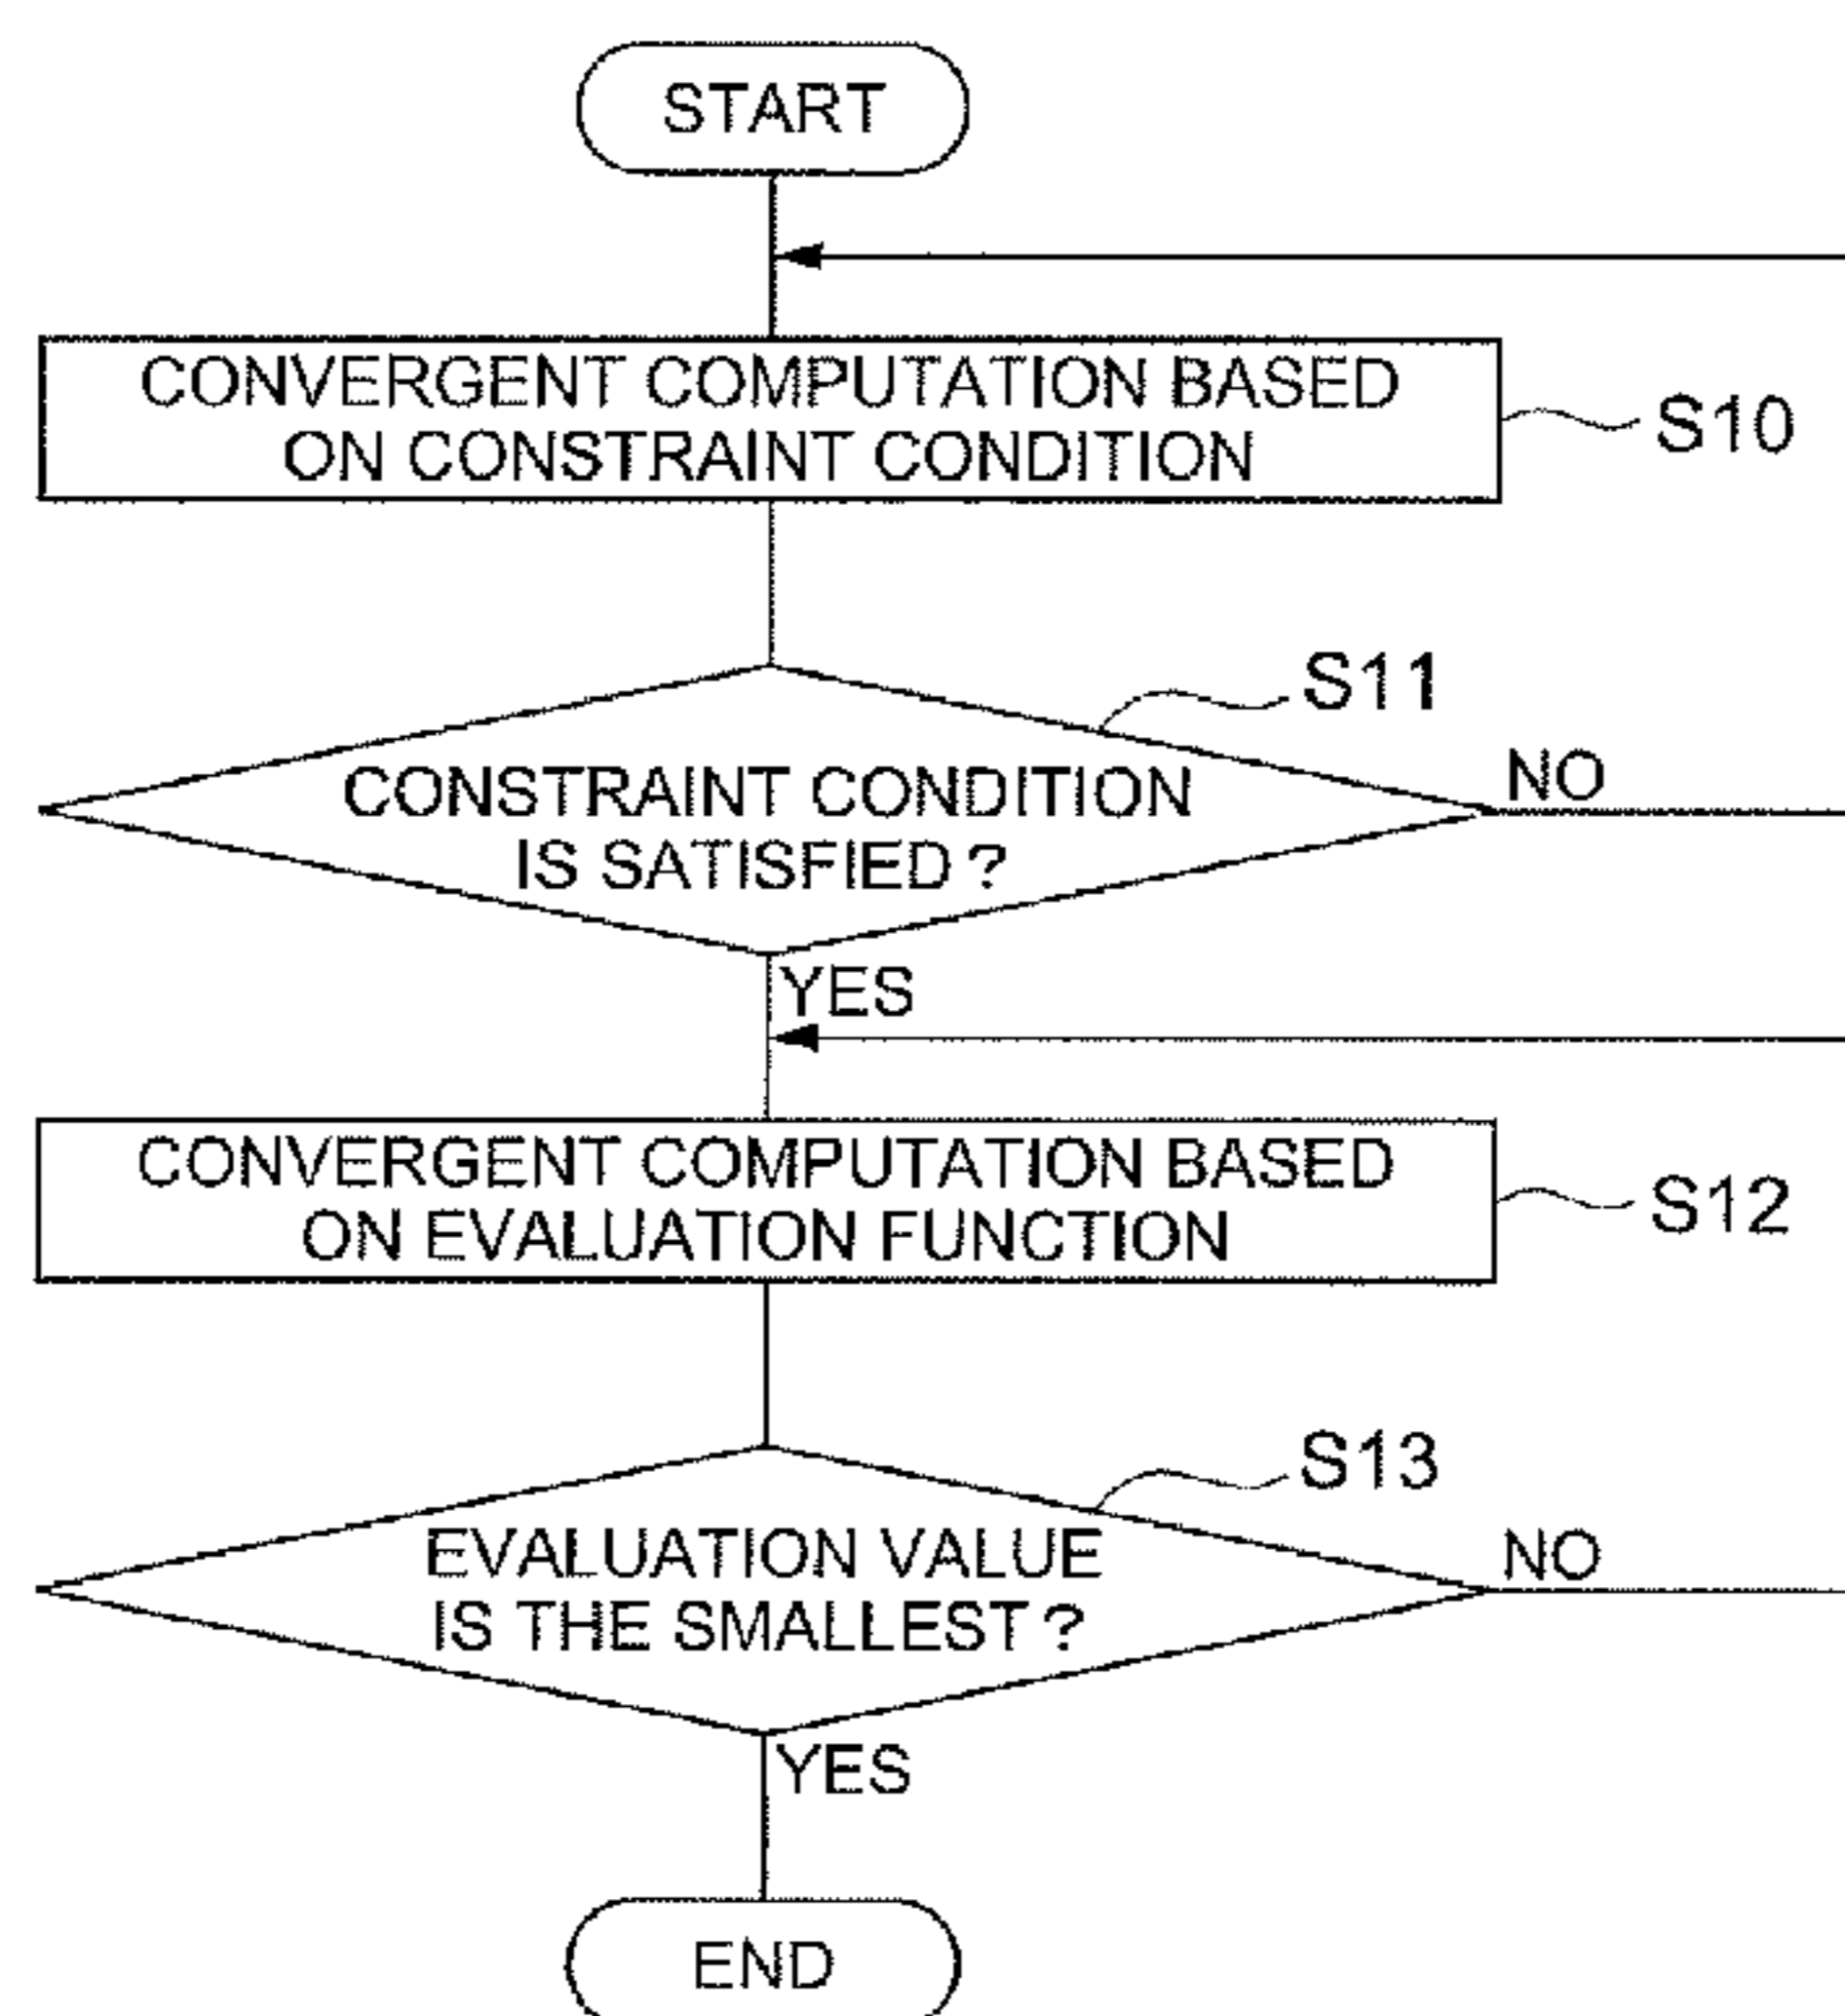 START
CONVERGENT COMPUTATION BASED
ON CONSTRAINT CONDITION
S10
S11
CONSTRAINT CONDITION
IS SATISFIED?
NO
YES
CONVERGENT COMPUTATION BASED
ON EVALUATION FUNCTION
S12
S13
EVALUATION VALUE
IS THE SMALLEST?
NO
YES
END